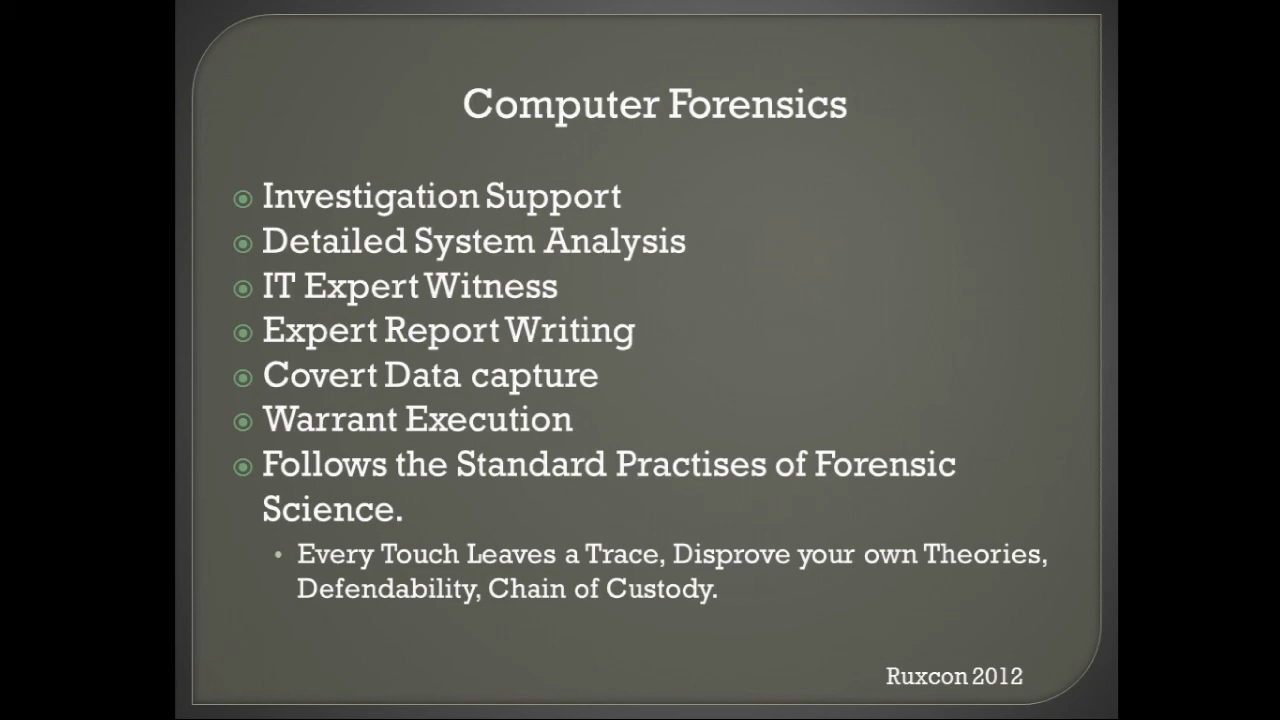 Computer Forensics
Investigation Support
Detailed System Analysis
IT Expert Witness
Expert Report Writing
Covert Data capture
Warrant Execution
Follows the Standard Practises of Forensic
Science.
Every Touch Leaves a Trace, Disprove your own Theories,
Defendability, Chain of Custody.
Ruxcon 2012